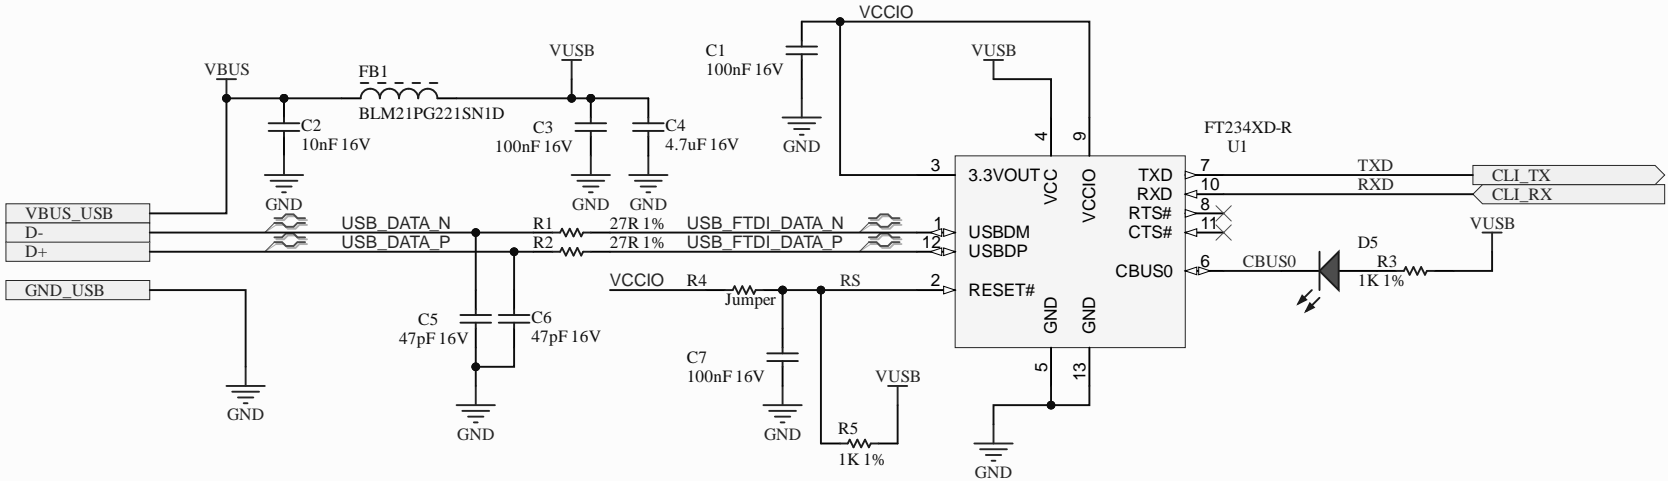 VCCIO
C1
100nF 16V
GND
VUSB
VBUS
FB1
BLM21PG221SN1D
VUSB
C2
10nF 16V
GND
C3
100nF 16V
GND
C4
4.7uF 16V
GND
FT234XD-R
U1
4
9
3
3.3VOUT
VCC
VCCIO
TXD
7
TXD
CLI_TX
RXD
10
RXD
CLI_RX
RTS#
8
CTS#
11
VBUS_USB
GND
D-
USB_DATA_N
R1
27R 1%
USB_FTDI_DATA_N
1
USBDM
D+
GND
USB_DATA_P
R2
27R 1%
USB_FTDI_DATA_P
12
USBDP
VUSB
CBUS0
6
CBUS0
D5
R3
1K 1%
GND_USB
VCCIO
R4
Jumper
RS
2
RESET#
GND
GND
5
13
C5
47pF 16V
C6
47pF 16V
GND
C7
100nF 16V
GND
VUSB
R5
1K 1%
GND
GND